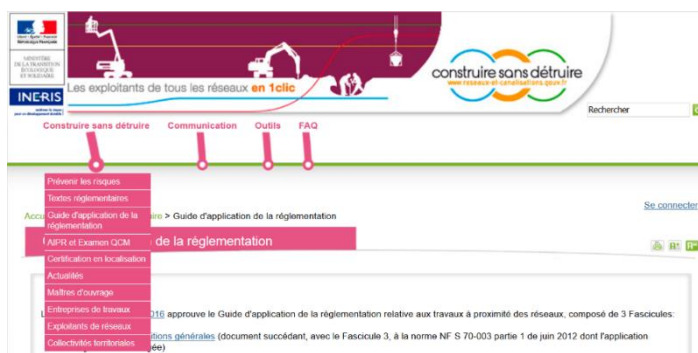 MINISTÈRE
DE LA TRANSITION
ÉCOLOGIQUE
ET SOLIDAIRE
INERIS
Les exploitants de tous les réseaux en 1clic
construire sans détruire
www.reseaux-et-canalisations.gouv.fr
Rechercher
Construire sans détruire Communication Outils FAQ
Se connecter
Prévenir les risques
Textes réglementaires
Guide d'application de la
réglementation
AIPR et Examen QCM
Certification en localisation
Actualités
Maîtres d'ouvrage
Entreprises de travaux
Exploitants de réseaux
Collectivités territoriales
> Guide d'application de la réglementation
de la réglementation
016 approuve le Guide d'application de la réglementation relative aux travaux à proximité des réseaux, composé de 3 Fascicules:
itions générales (document succédant, avec le Fascicule 3, à la norme NF S 70-003 partie 1 de juin 2012 dont l'application
gée)